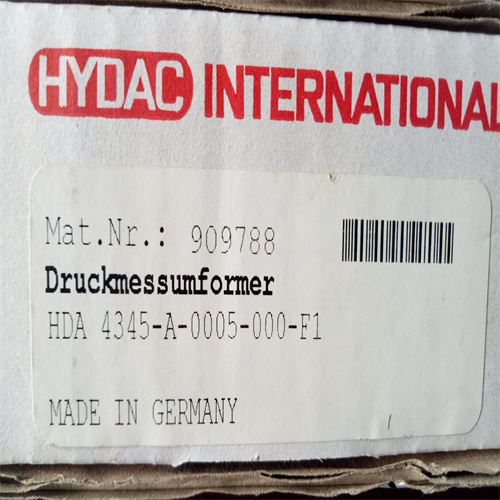 HYDAC INTERNATIONAL
Mat.Nr.: 909788
Druckmessumformer
HDA 4345-A-0005-000-F1
MADE IN GERMANY